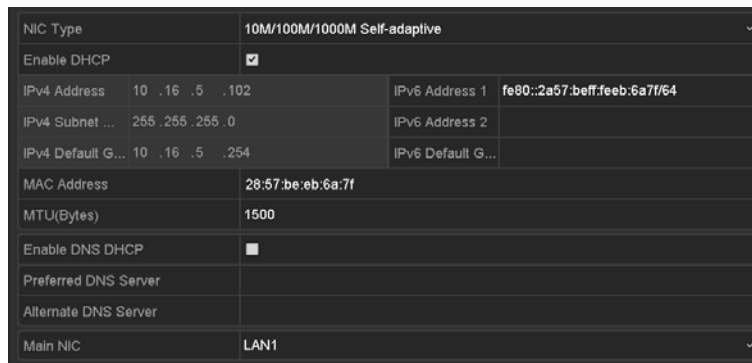 NIC Type 10M/100M/1000M Self-adaptive
Enable DHCP
IPv4 Address 10 .16 .5 .102 IPv6 Address 1 fe80::2a57:beff:feeb:6a7f/64
IPv4 Subnet ... 255.255.255.0 IPv6 Address 2
IPv4 Default G... 10 .16 .5 .254 IPv6 Default G...
MAC Address 28:57:be:eb:6a:7f
MTU(Bytes) 1500
Enable DNS DHCP
Preferred DNS Server
Alternate DNS Server
Main NIC LAN1